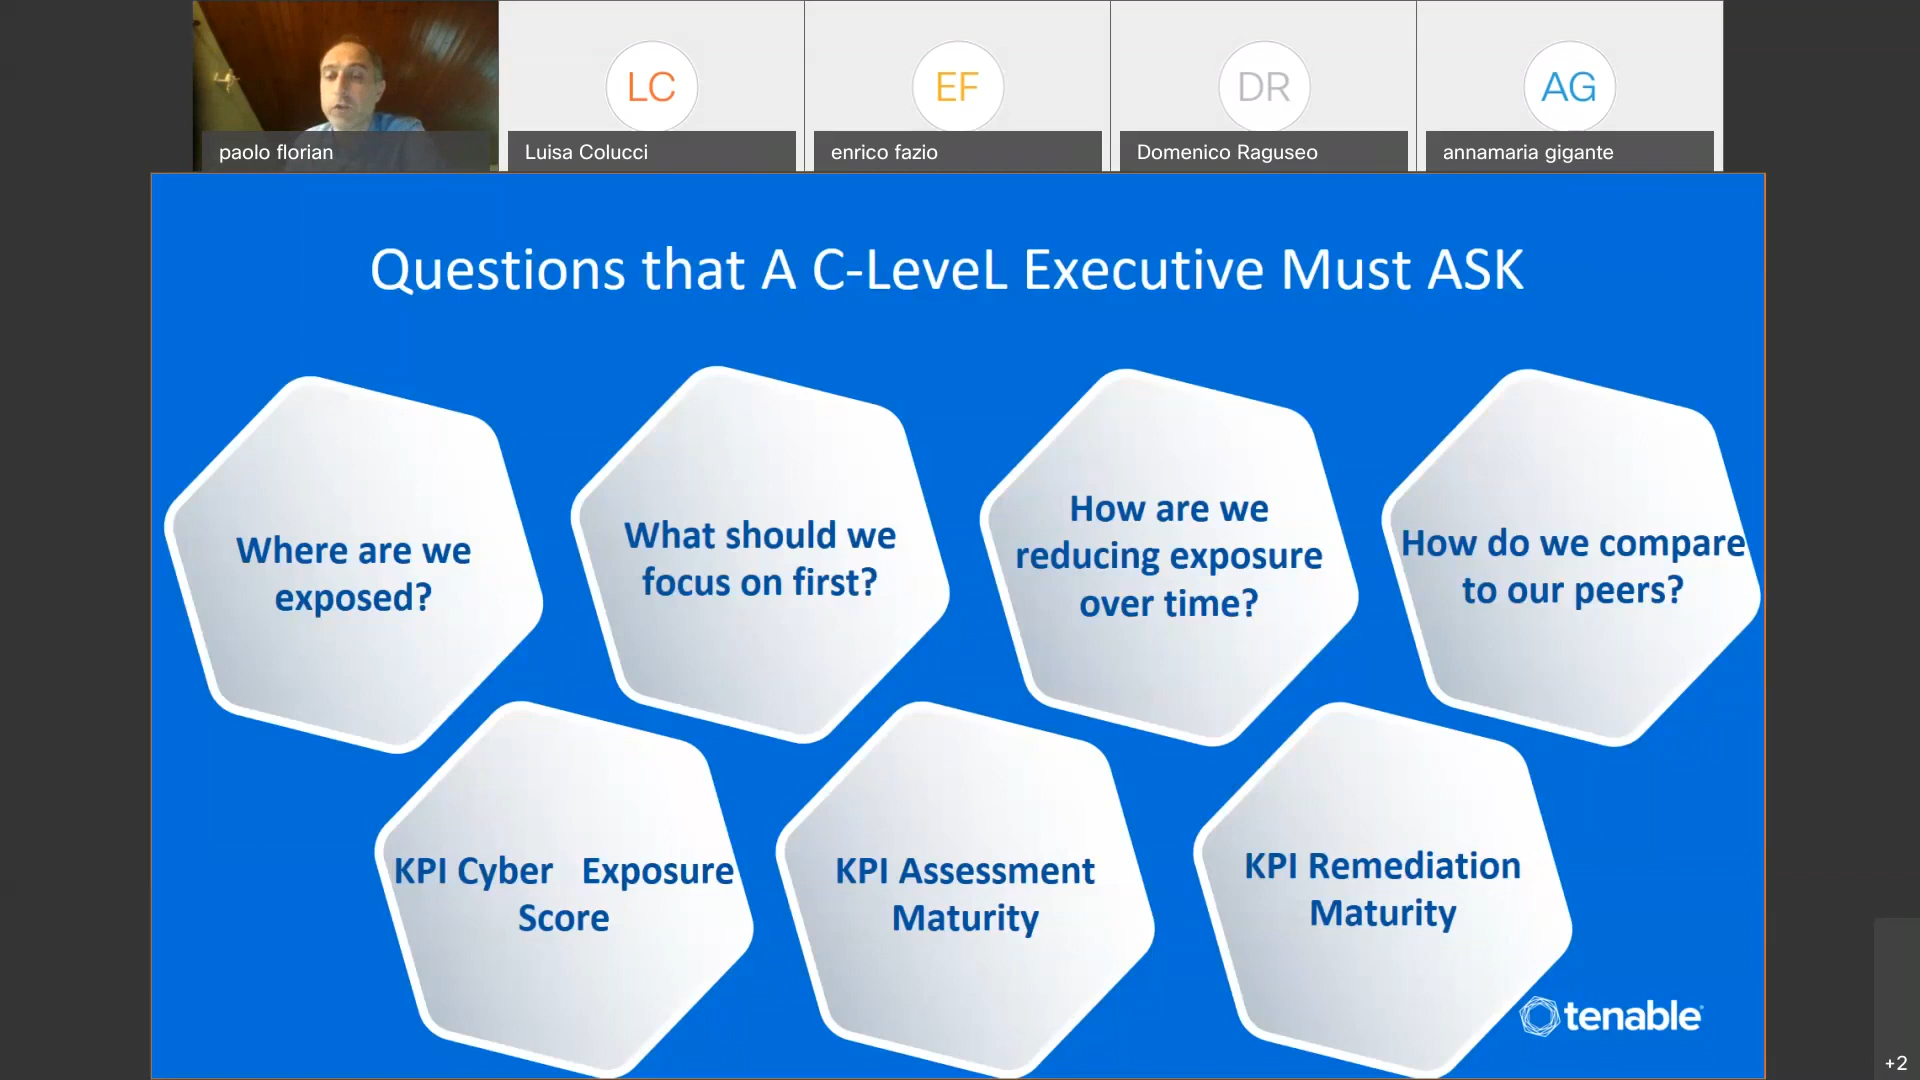 LC
EF
DR
AG
paolo florian
Luisa Colucci
enrico fazio
Domenico Raguseo
annamaria gigante
Questions that A C-LeveL Executive Must ASK
Where are we
exposed?
What should we
focus on first?
How are we
reducing exposure
over time?
How do we compare
to our peers?
KPI Cyber   Exposure
Score
KPI Assessment
Maturity
KPI Remediation
Maturity
tenable
+2